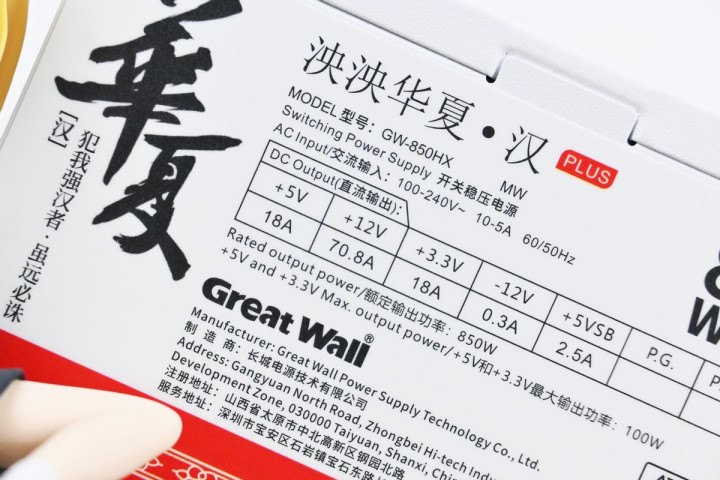 华夏
[汉]
犯我强汉者·虽远必诛
泱泱华夏·汉 PLUS
MODEL 型号: GW-850HX MW
Switching Power Supply 开关稳压电源
AC Input/交流输入: 100-240V~ 10-5A 60/50Hz
DC Output(直流输出):
+5V +12V +3.3V -12V +5VSB P.G.
18A 70.8A 18A 0.3A 2.5A
Rated output power/额定输出功率: 850W
+5V and +3.3V Max. output power/+5V和+3.3V最大输出功率: 100W
Great Wall®
Manufacturer: Great Wall Power Supply Technology Co., Ltd.
制 造 商: 长城电源技术有限公司
Address: Gangyuan North Road, Zhongbei Hi-tech Indu
Development Zone, 030000 Taiyuan, Shanxi, China
注册地址: 山西省太原市中北高新区钢园北路
服务地址: 深圳市宝安区石岩镇宝石东路